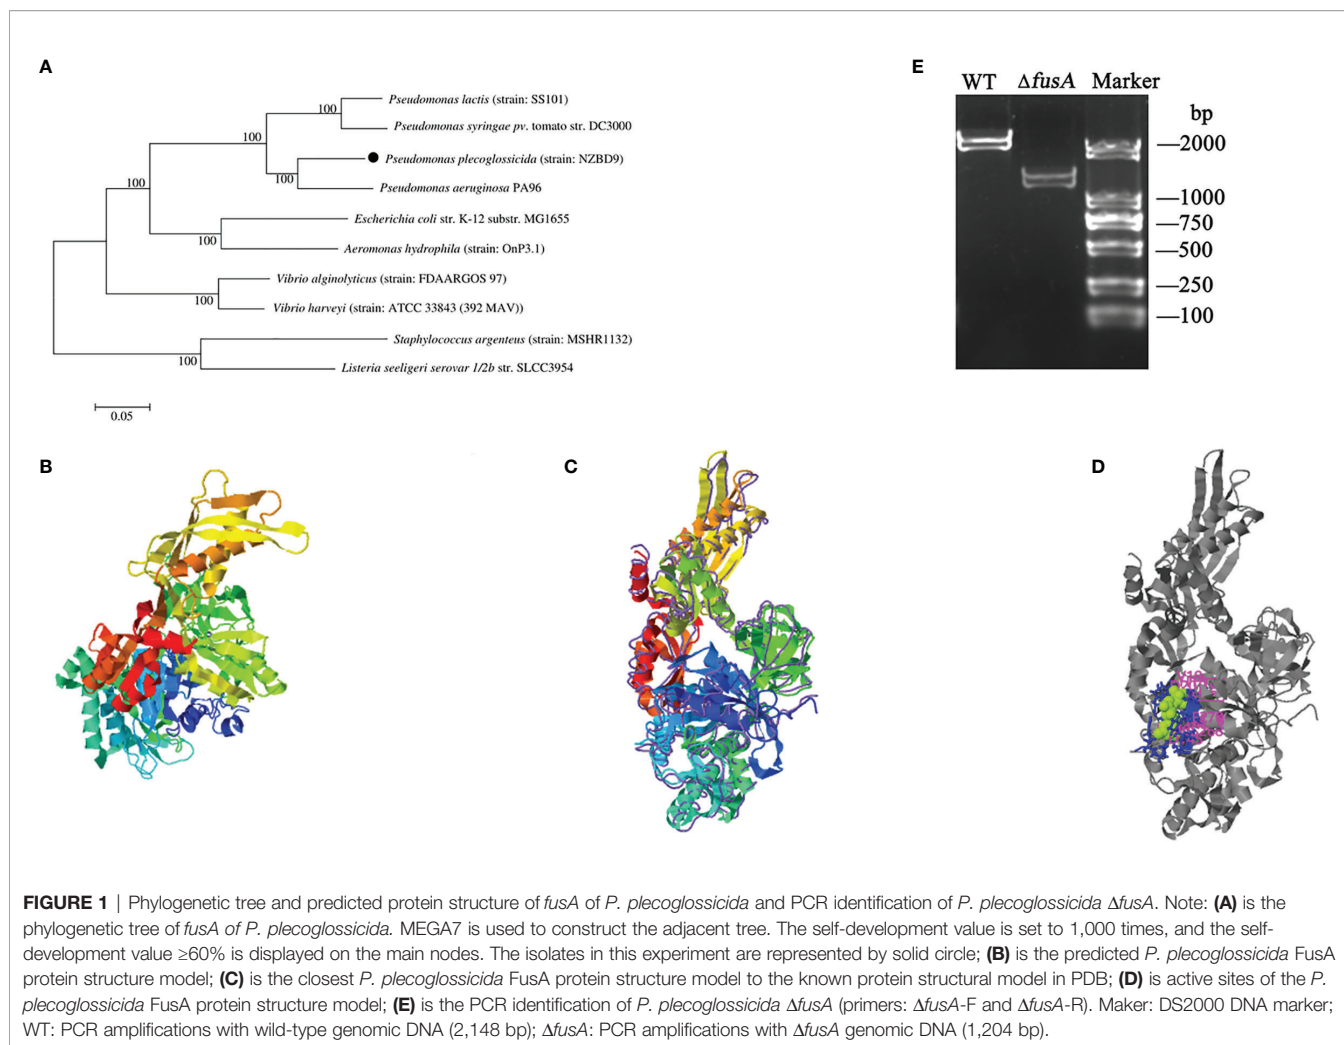 A
Pseudomonas lactis (strain: SS101)
100
Pseudomonas syringae pv. tomato str. DC3000
100
Pseudomonas plecoglossicida (strain: NZBD9)
100
100
Pseudomonas aeruginosa PA96
Escherichia coli str. K-12 substr. MG1655
100
Aeromonas hydrophila (strain: OnP3.1)
Vibrio alginolyticus (strain: FDAARGOS 97)
100
Vibrio harveyi (strain: ATCC 33843 (392 MAV))
Staphylococcus argenteus (strain: MSHR1132)
100
Listeria seeligeri serovar 1/2b str. SLCC3954
0.05
E
WT ΔfusA Marker
bp
—2000
—1000
—750
—500
—250
—100
B
C
D
FIGURE 1 | Phylogenetic tree and predicted protein structure of fusA of P. plecoglossicida and PCR identification of P. plecoglossicida ΔfusA. Note: (A) is the
phylogenetic tree of fusA of P. plecoglossicida. MEGA7 is used to construct the adjacent tree. The self-development value is set to 1,000 times, and the self-
development value ≥60% is displayed on the main nodes. The isolates in this experiment are represented by solid circle; (B) is the predicted P. plecoglossicida FusA
protein structure model; (C) is the closest P. plecoglossicida FusA protein structure model to the known protein structural model in PDB; (D) is active sites of the P.
plecoglossicida FusA protein structure model; (E) is the PCR identification of P. plecoglossicida ΔfusA (primers: ΔfusA-F and ΔfusA-R). Maker: DS2000 DNA marker;
WT: PCR amplifications with wild-type genomic DNA (2,148 bp); ΔfusA: PCR amplifications with ΔfusA genomic DNA (1,204 bp).